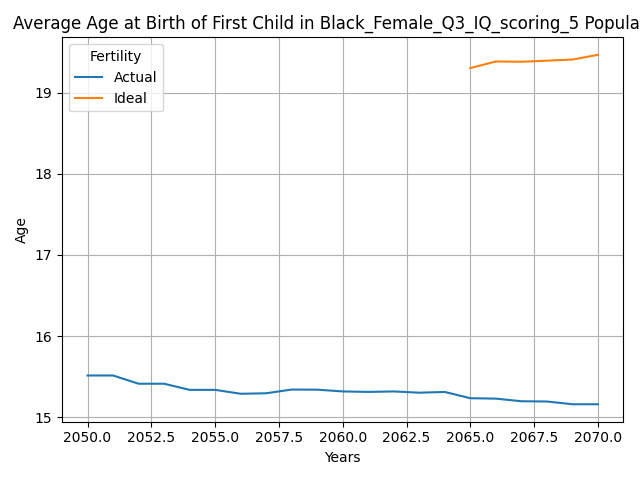 Average Age at Birth of First Child in Black_Female_Q3_IQ_scoring_5 Popula
Fertility
Actual
Ideal
19
18
17
16
15
Age
2050.0 2052.5 2055.0 2057.5 2060.0 2062.5 2065.0 2067.5 2070.0
Years